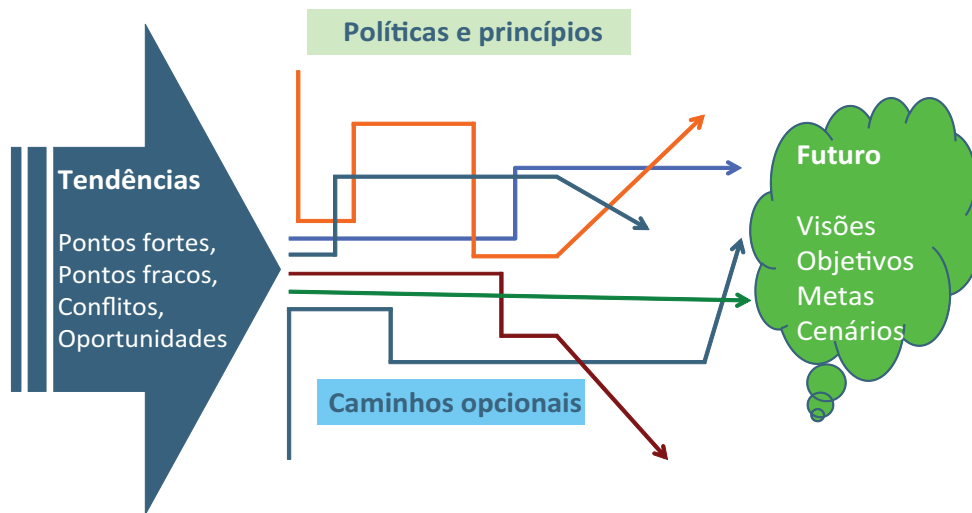 Políticas e princípios
Tendências
Pontos fortes,
Pontos fracos,
Conflitos,
Oportunidades
Caminhos opcionais
Futuro
Visões
Objetivos
Metas
Cenários